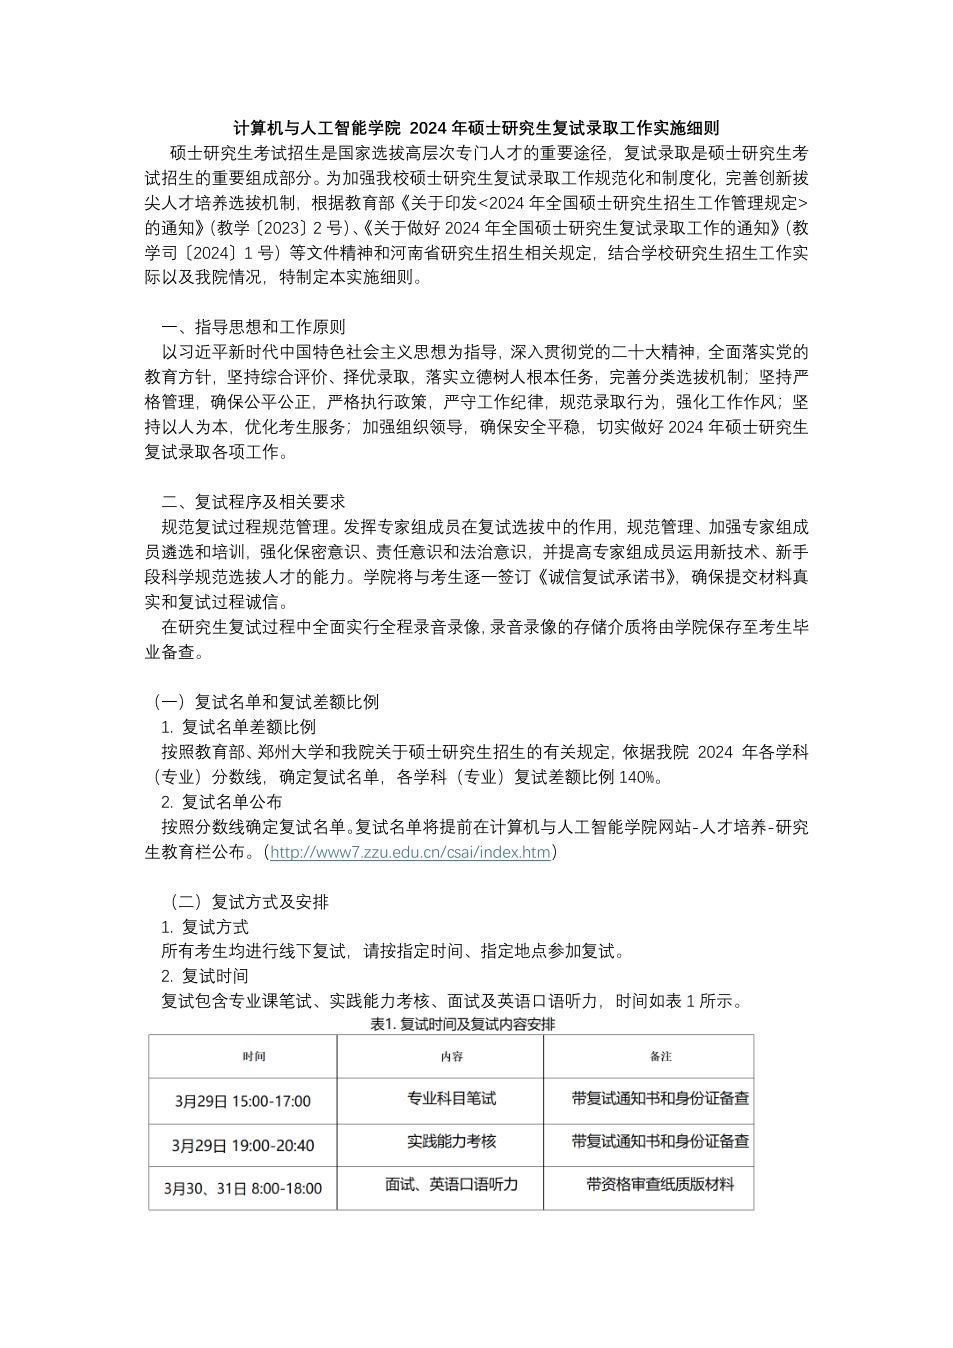 计算机与人工智能学院 2024 年硕士研究生复试录取工作实施细则
硕士研究生考试招生是国家选拔高层次专门人才的重要途径，复试录取是硕士研究生考
试招生的重要组成部分。为加强我校硕士研究生复试录取工作规范化和制度化，完善创新拔
尖人才培养选拔机制，根据教育部《关于印发<2024 年全国硕士研究生招生工作管理规定>
的通知》（教学〔2023〕2 号）、《关于做好 2024 年全国硕士研究生复试录取工作的通知》（教
学司〔2024〕1 号）等文件精神和河南省研究生招生相关规定，结合学校研究生招生工作实
际以及我院情况，特制定本实施细则。
一、指导思想和工作原则
以习近平新时代中国特色社会主义思想为指导，深入贯彻党的二十大精神，全面落实党的
教育方针，坚持综合评价、择优录取，落实立德树人根本任务，完善分类选拔机制；坚持严
格管理，确保公平公正，严格执行政策，严守工作纪律，规范录取行为，强化工作作风；坚
持以人为本，优化考生服务；加强组织领导，确保安全平稳，切实做好 2024 年硕士研究生
复试录取各项工作。
二、复试程序及相关要求
规范复试过程规范管理。发挥专家组成员在复试选拔中的作用，规范管理、加强专家组成
员遴选和培训，强化保密意识、责任意识和法治意识，并提高专家组成员运用新技术、新手
段科学规范选拔人才的能力。学院将与考生逐一签订《诚信复试承诺书》，确保提交材料真
实和复试过程诚信。
在研究生复试过程中全面实行全程录音录像，录音录像的存储介质将由学院保存至考生毕
业备查。
（一）复试名单和复试差额比例
1. 复试名单差额比例
按照教育部、郑州大学和我院关于硕士研究生招生的有关规定，依据我院 2024 年各学科
（专业）分数线，确定复试名单，各学科（专业）复试差额比例 140%。
2. 复试名单公布
按照分数线确定复试名单。复试名单将提前在计算机与人工智能学院网站-人才培养-研究
生教育栏公布。（http://www7.zzu.edu.cn/csai/index.htm）
（二）复试方式及安排
1. 复试方式
所有考生均进行线下复试，请按指定时间、指定地点参加复试。
2. 复试时间
复试包含专业课笔试、实践能力考核、面试及英语口语听力，时间如表 1 所示。
表1. 复试时间及复试内容安排
时间 内容 备注
3月29日 15:00-17:00 专业科目笔试 带复试通知书和身份证备查
3月29日 19:00-20:40 实践能力考核 带复试通知书和身份证备查
3月30、31日 8:00-18:00 面试、英语口语听力 带资格审查纸质版材料